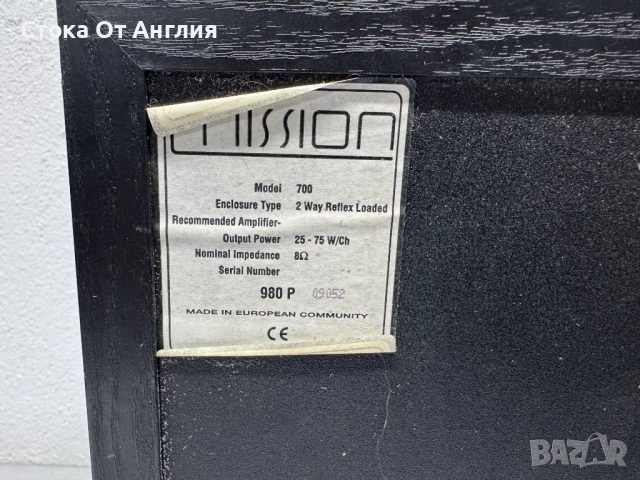 Стока От Англия
MISSION
Model 700
Enclosure Type 2 Way Reflex Loaded
Recommended Amplifier-
Output Power 25 - 75 W/Ch
Nominal Impedance 8Ω
Serial Number
980 P 09052
MADE IN EUROPEAN COMMUNITY
CE
BAZAR